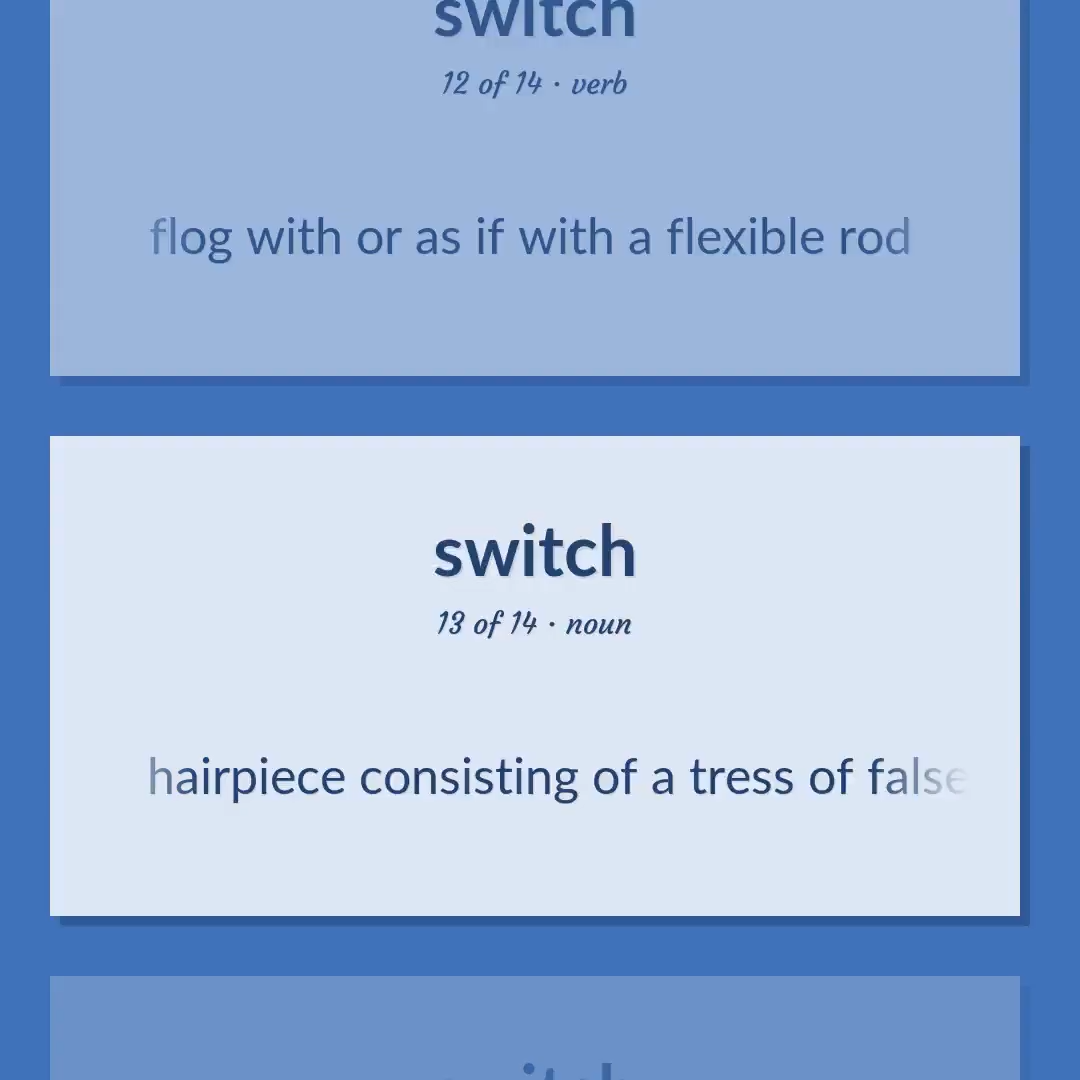 switch
12 of 14 · verb
flog with or as if with a flexible rod
switch
13 of 14 · noun
hairpiece consisting of a tress of false
switch